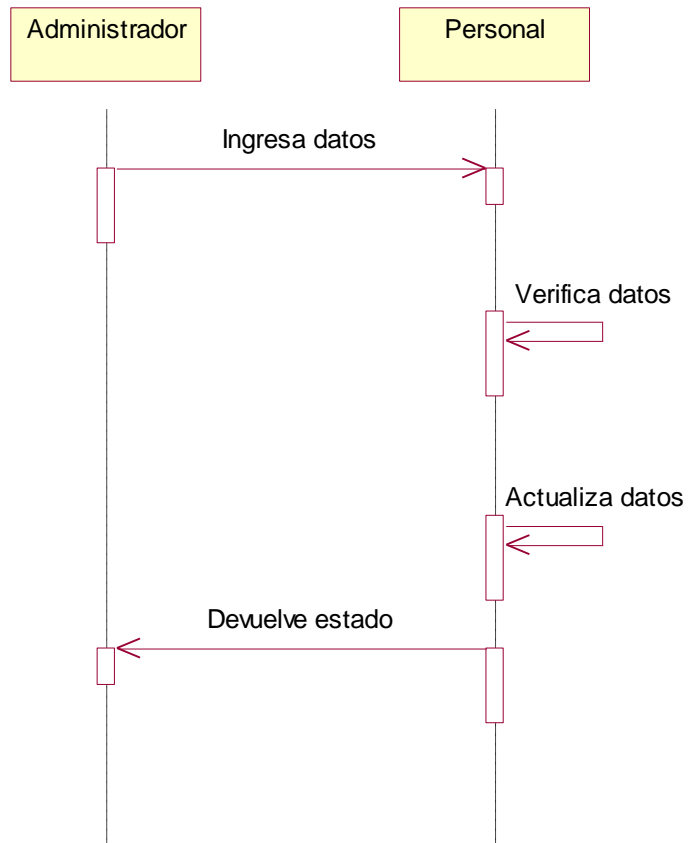 Administrador
Personal
Ingresa datos
Verifica datos
Actualiza datos
Devuelve estado